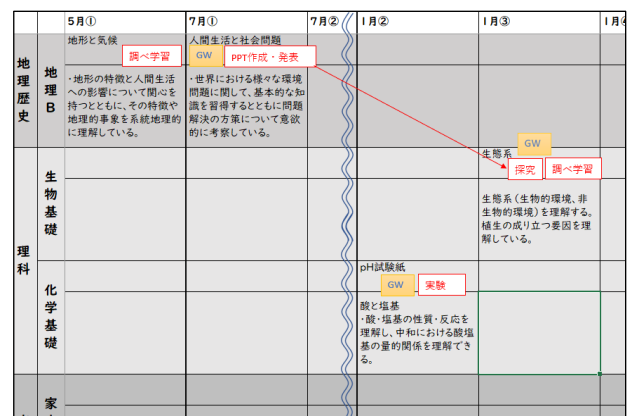 5月① 7月① 7月② 1月② 1月③ 1月④
地理歴史
地理B
地形と気候
調べ学習
・地形の特徴と人間生活
への影響について関心を
持つとともに、その特徴や
地理的事象を系統地理的
に理解している。
人間生活と社会問題
GW PPT作成・発表
・世界における様々な環境
問題に関して、基本的な知
識を習得するとともに問題
解決の方策について意欲
的に考察している。
理科
生物基礎
GW
生態系
探究 調べ学習
生態系(生物的環境、非
生物的環境)を理解する。
植生の成り立つ要因を理
解している。
化学基礎
pH試験紙
GW 実験
酸と塩基
・酸・塩基の性質・反応を
理解し、中和における酸塩
基の量的関係を理解でき
る。
家